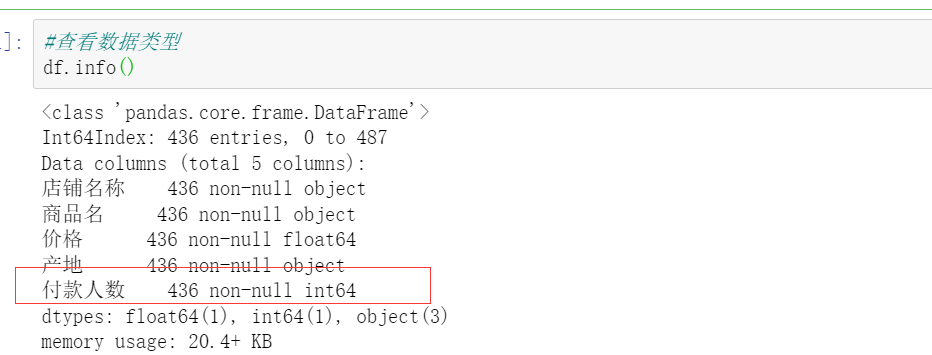 ]:
#查看数据类型
df.info()
<class 'pandas.core.frame.DataFrame'>
Int64Index: 436 entries, 0 to 487
Data columns (total 5 columns):
店铺名称    436 non-null object
商品名     436 non-null object
价格      436 non-null float64
产地      436 non-null object
付款人数    436 non-null int64
dtypes: float64(1), int64(1), object(3)
memory usage: 20.4+ KB